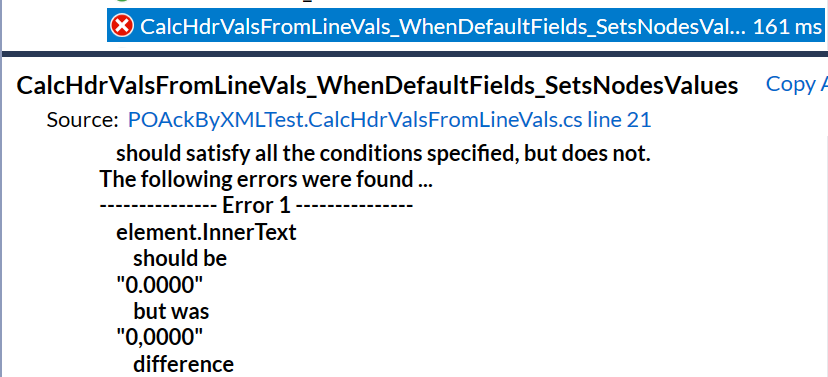 CalcHdrValsFromLineVals_WhenDefaultFields_SetsNodesVal... 161 ms
CalcHdrValsFromLineVals_WhenDefaultFields_SetsNodesValues Copy A
Source: POAckByXMLTest.CalcHdrValsFromLineVals.cs line 21
should satisfy all the conditions specified, but does not.
The following errors were found ...
--------------- Error 1 ---------------
element.InnerText
should be
"0.0000"
but was
"0,0000"
difference